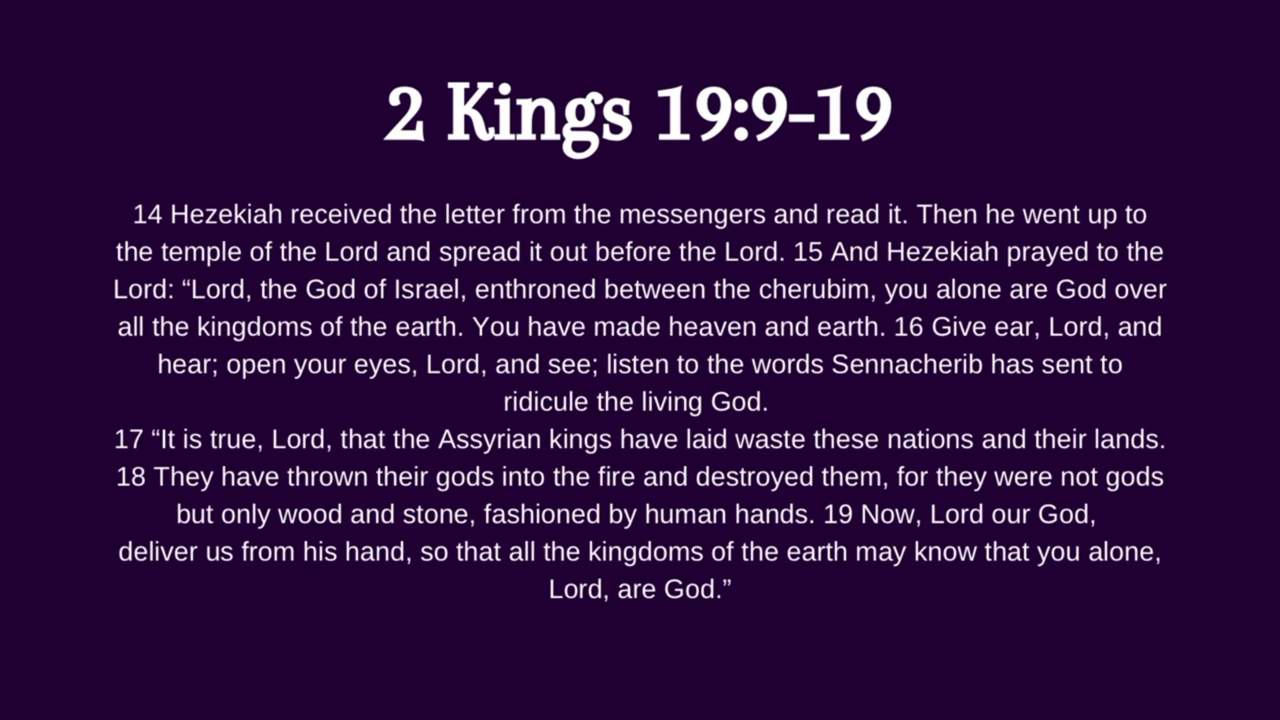 2 Kings 19:9-19
14 Hezekiah received the letter from the messengers and read it. Then he went up to
the temple of the Lord and spread it out before the Lord. 15 And Hezekiah prayed to the
Lord: “Lord, the God of Israel, enthroned between the cherubim, you alone are God over
all the kingdoms of the earth. You have made heaven and earth. 16 Give ear, Lord, and
hear; open your eyes, Lord, and see; listen to the words Sennacherib has sent to
ridicule the living God.
17 “It is true, Lord, that the Assyrian kings have laid waste these nations and their lands.
18 They have thrown their gods into the fire and destroyed them, for they were not gods
but only wood and stone, fashioned by human hands. 19 Now, Lord our God,
deliver us from his hand, so that all the kingdoms of the earth may know that you alone,
Lord, are God.”